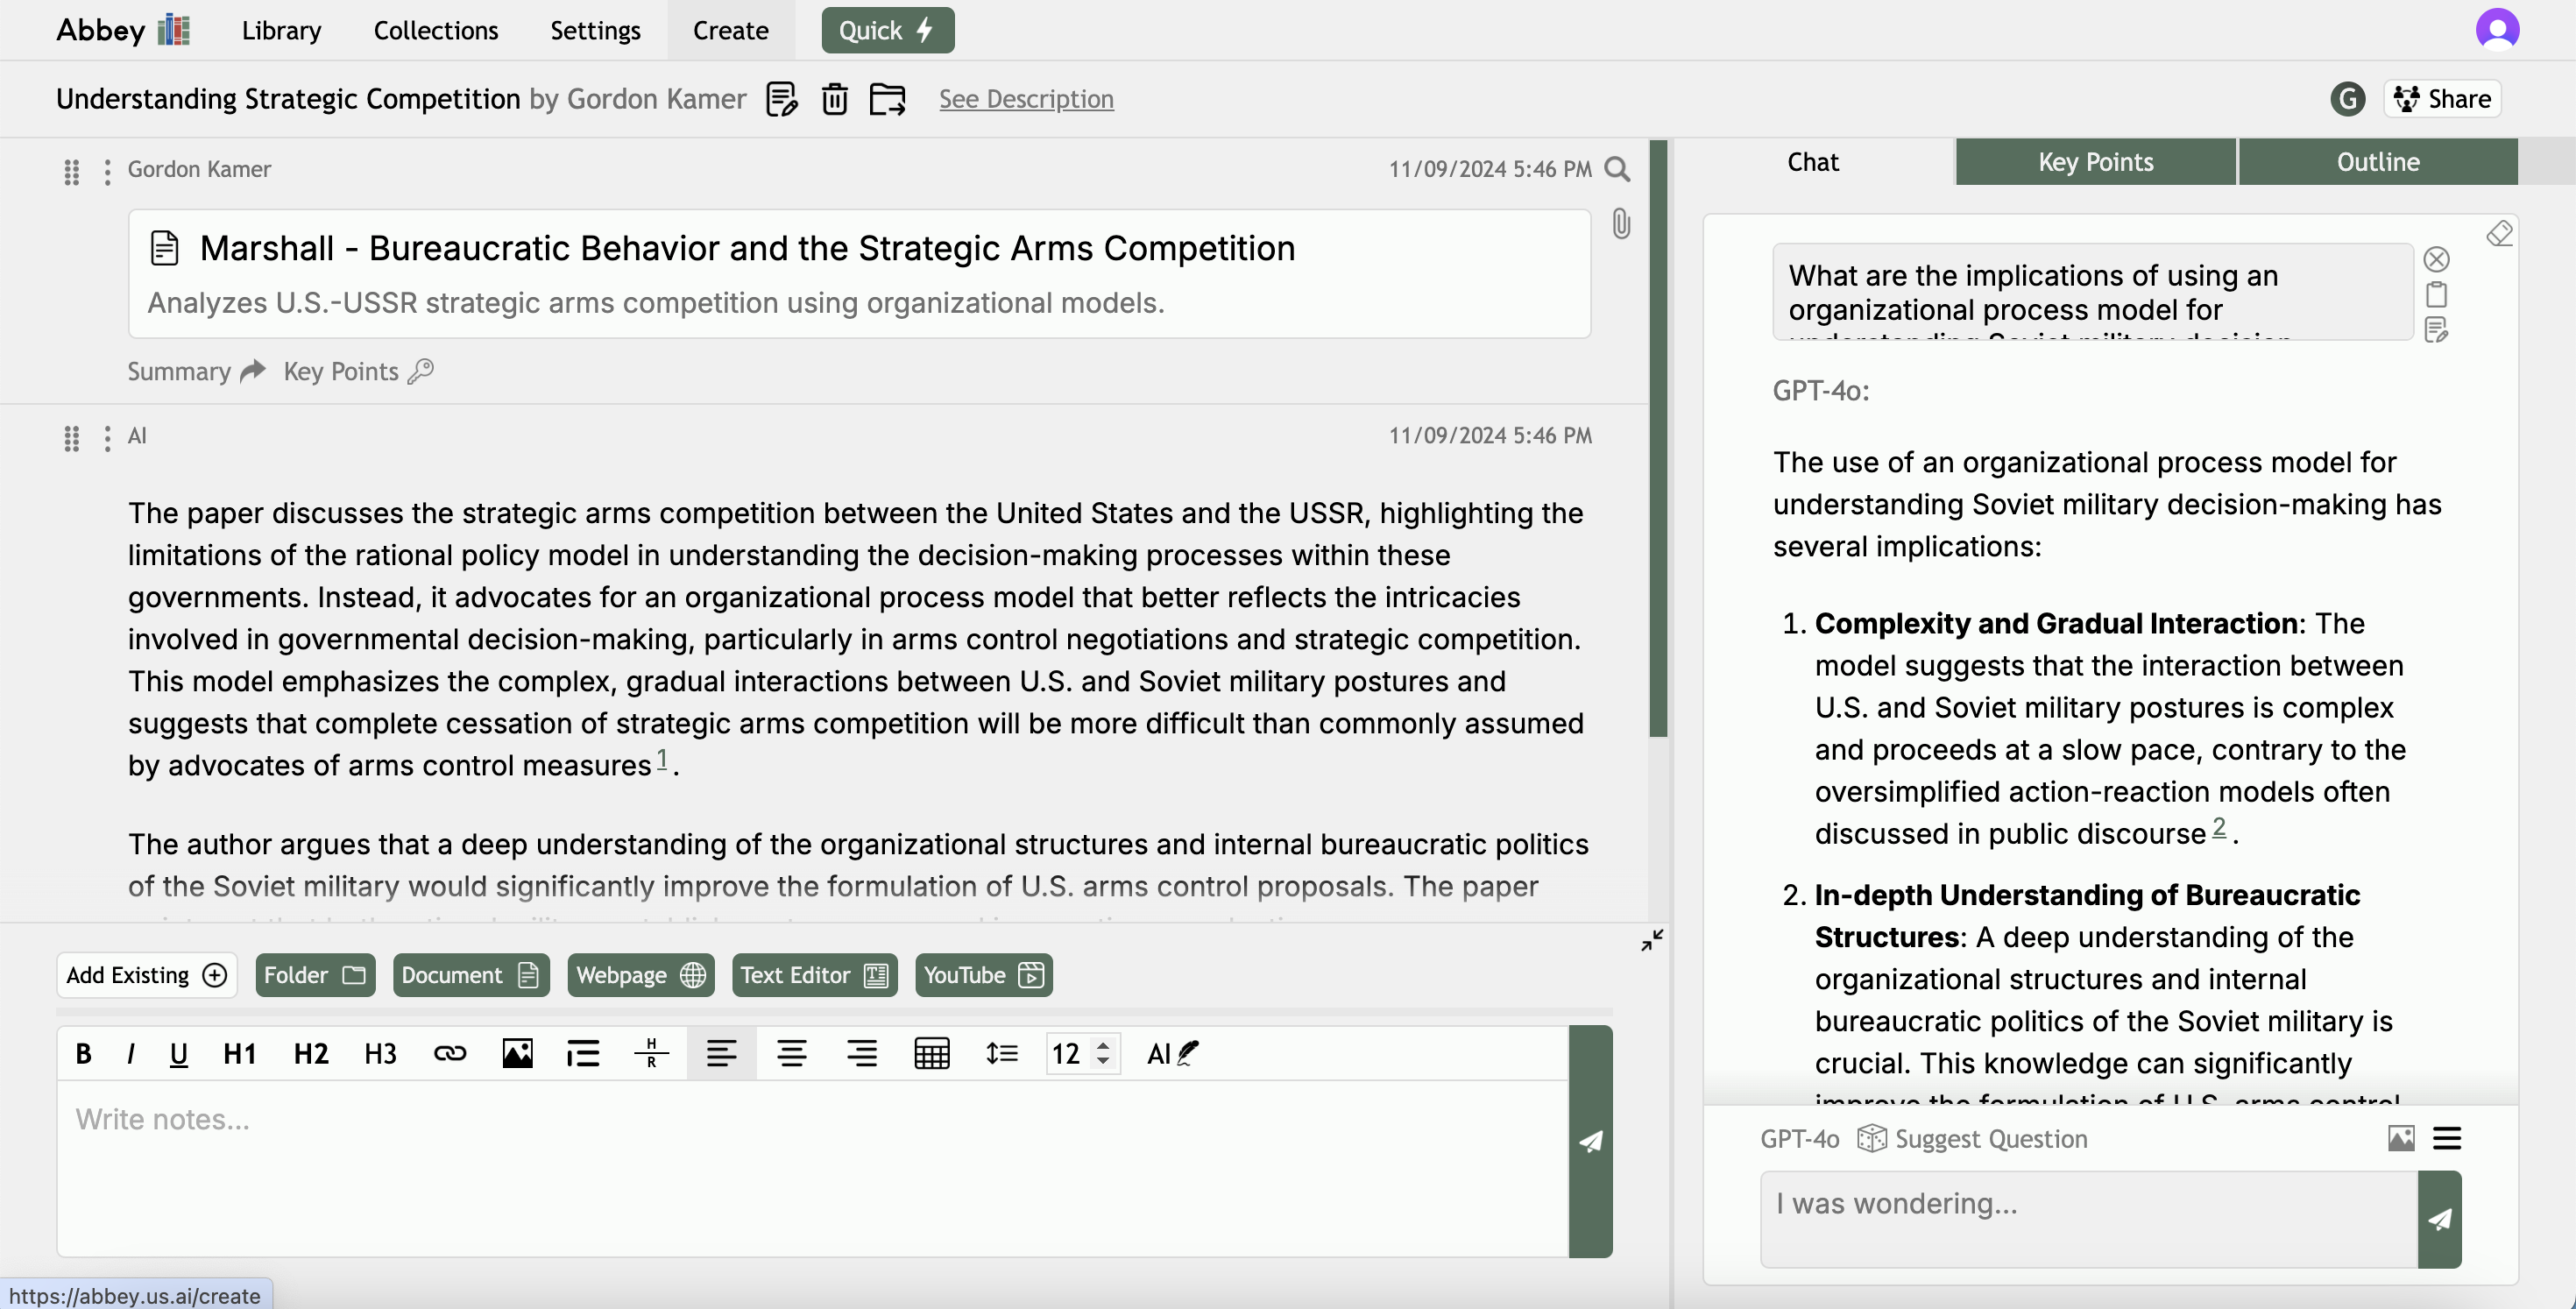 Abbey Library Collections Settings Create Quick
Understanding Strategic Competition by Gordon Kamer See Description G Share
Gordon Kamer 11/09/2024 5:46 PM
Marshall - Bureaucratic Behavior and the Strategic Arms Competition
Analyzes U.S.-USSR strategic arms competition using organizational models.
Summary Key Points
AI 11/09/2024 5:46 PM
The paper discusses the strategic arms competition between the United States and the USSR, highlighting the
limitations of the rational policy model in understanding the decision-making processes within these
governments. Instead, it advocates for an organizational process model that better reflects the intricacies
involved in governmental decision-making, particularly in arms control negotiations and strategic competition.
This model emphasizes the complex, gradual interactions between U.S. and Soviet military postures and
suggests that complete cessation of strategic arms competition will be more difficult than commonly assumed
by advocates of arms control measures 1 .
The author argues that a deep understanding of the organizational structures and internal bureaucratic politics
of the Soviet military would significantly improve the formulation of U.S. arms control proposals. The paper
Add Existing Folder Document Webpage Text Editor YouTube
B I U H1 H2 H3 H R 12 AI
Write notes...
https://abbey.us.ai/create
Chat Key Points Outline
What are the implications of using an
organizational process model for
understanding Soviet military decision
GPT-4o:
The use of an organizational process model for
understanding Soviet military decision-making has
several implications:
1. Complexity and Gradual Interaction: The
model suggests that the interaction between
U.S. and Soviet military postures is complex
and proceeds at a slow pace, contrary to the
oversimplified action-reaction models often
discussed in public discourse 2 .
2. In-depth Understanding of Bureaucratic
Structures: A deep understanding of the
organizational structures and internal
bureaucratic politics of the Soviet military is
crucial. This knowledge can significantly
improve the formulation of U.S. arms control
GPT-4o Suggest Question
I was wondering...